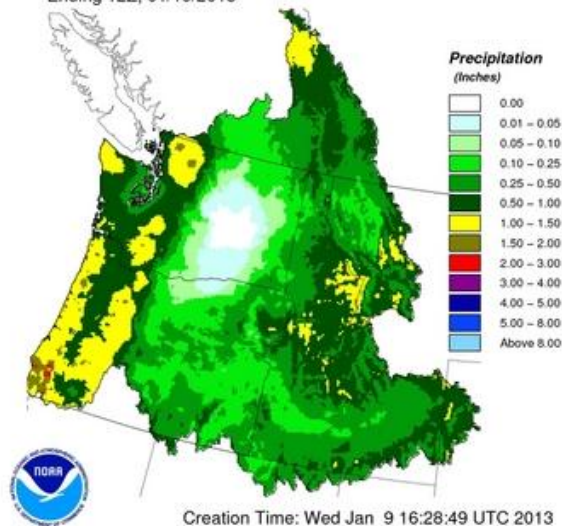 Precipitation
(Inches)
0.00
0.01 – 0.05
0.05 – 0.10
0.10 – 0.25
0.25 – 0.50
0.50 – 1.00
1.00 – 1.50
1.50 – 2.00
2.00 – 3.00
3.00 – 4.00
4.00 – 5.00
5.00 – 8.00
Above 8.00
NOAA
Creation Time: Wed Jan 9 16:28:49 UTC 2013